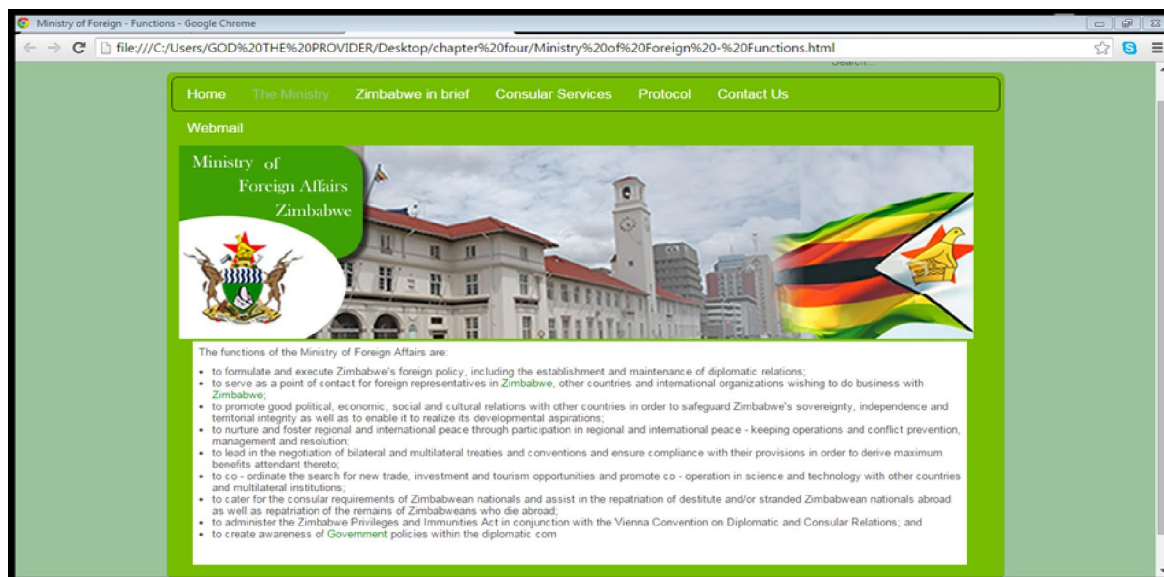 Ministry of Foreign - Functions - Google Chrome
file:///C:/Users/GOD%20THE%20PROVIDER/Desktop/chapter%20four/Ministry%20of%20Foreign%20-%20Functions.html
Search...
Home The Ministry Zimbabwe in brief Consular Services Protocol Contact Us
Webmail
Ministry of
Foreign Affairs
Zimbabwe
The functions of the Ministry of Foreign Affairs are:
• to formulate and execute Zimbabwe's foreign policy, including the establishment and maintenance of diplomatic relations;
• to serve as a point of contact for foreign representatives in Zimbabwe, other countries and international organizations wishing to do business with
Zimbabwe;
• to promote good political, economic, social and cultural relations with other countries in order to safeguard Zimbabwe's sovereignty, independence and
territorial integrity as well as to enable it to realize its developmental aspirations;
• to nurture and foster regional and international peace through participation in regional and international peace - keeping operations and conflict prevention,
management and resolution;
• to lead in the negotiation of bilateral and multilateral treaties and conventions and ensure compliance with their provisions in order to derive maximum
benefits attendant thereto;
• to co - ordinate the search for new trade, investment and tourism opportunities and promote co - operation in science and technology with other countries
and multilateral institutions;
• to cater for the consular requirements of Zimbabwean nationals and assist in the repatriation of destitute and/or stranded Zimbabwean nationals abroad
as well as repatriation of the remains of Zimbabweans who die abroad;
• to administer the Zimbabwe Privileges and Immunities Act in conjunction with the Vienna Convention on Diplomatic and Consular Relations; and
• to create awareness of Government policies within the diplomatic com